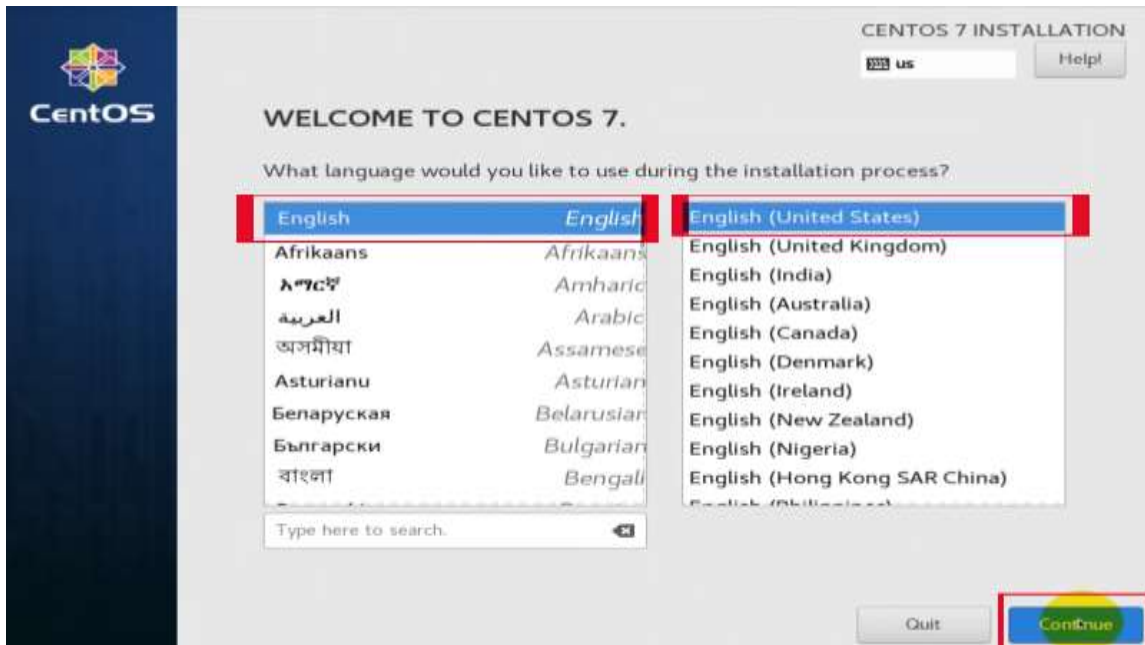 CENTOS 7 INSTALLATION
us
Help!
CentOS
WELCOME TO CENTOS 7.
What language would you like to use during the installation process?
English English
Afrikaans Afrikaans
አማርኛ Amharic
العربية Arabic
অসমীয়া Assamese
Asturianu Asturian
Беларуская Belarusian
Български Bulgarian
বাংলা Bengali
English (United States)
English (United Kingdom)
English (India)
English (Australia)
English (Canada)
English (Denmark)
English (Ireland)
English (New Zealand)
English (Nigeria)
English (Hong Kong SAR China)
English (Philippines)
Type here to search.
Quit
Continue